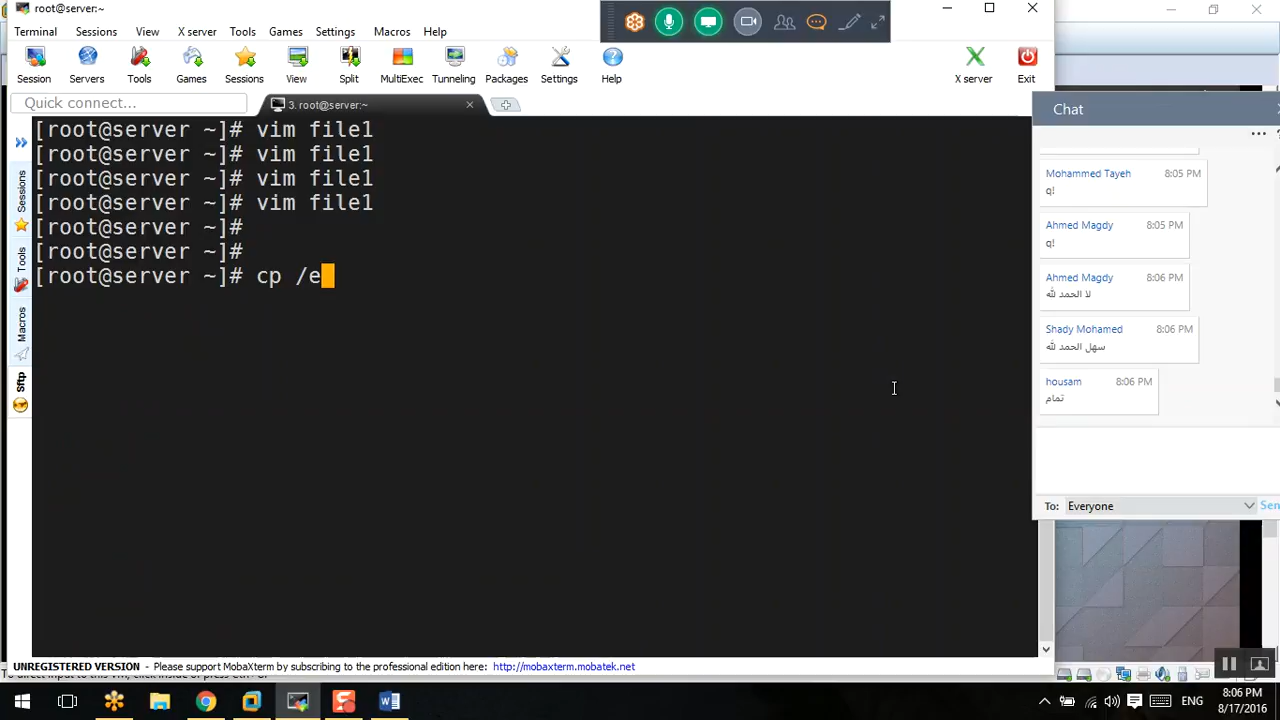 root@server:~
Terminal Sessions View X server Tools Games Settings Macros Help
Session Servers Tools Games Sessions View Split MultiExec Tunneling Packages Settings Help X server Exit
Quick connect...
3. root@server:~
Sessions
Tools
Macros
Sftp
[root@server ~]# vim file1
[root@server ~]# vim file1
[root@server ~]# vim file1
[root@server ~]# vim file1
[root@server ~]#
[root@server ~]#
[root@server ~]# cp /e
Chat
Mohammed Tayeh 8:05 PM
q!
Ahmed Magdy 8:05 PM
q!
Ahmed Magdy 8:06 PM
لا الحمد لله
Shady Mohamed 8:06 PM
سهل الحمد لله
housam 8:06 PM
تمام
To: Everyone Sen
UNREGISTERED VERSION - Please support MobaXterm by subscribing to the professional edition here: http://mobaxterm.mobatek.net
ENG
8:06 PM
8/17/2016